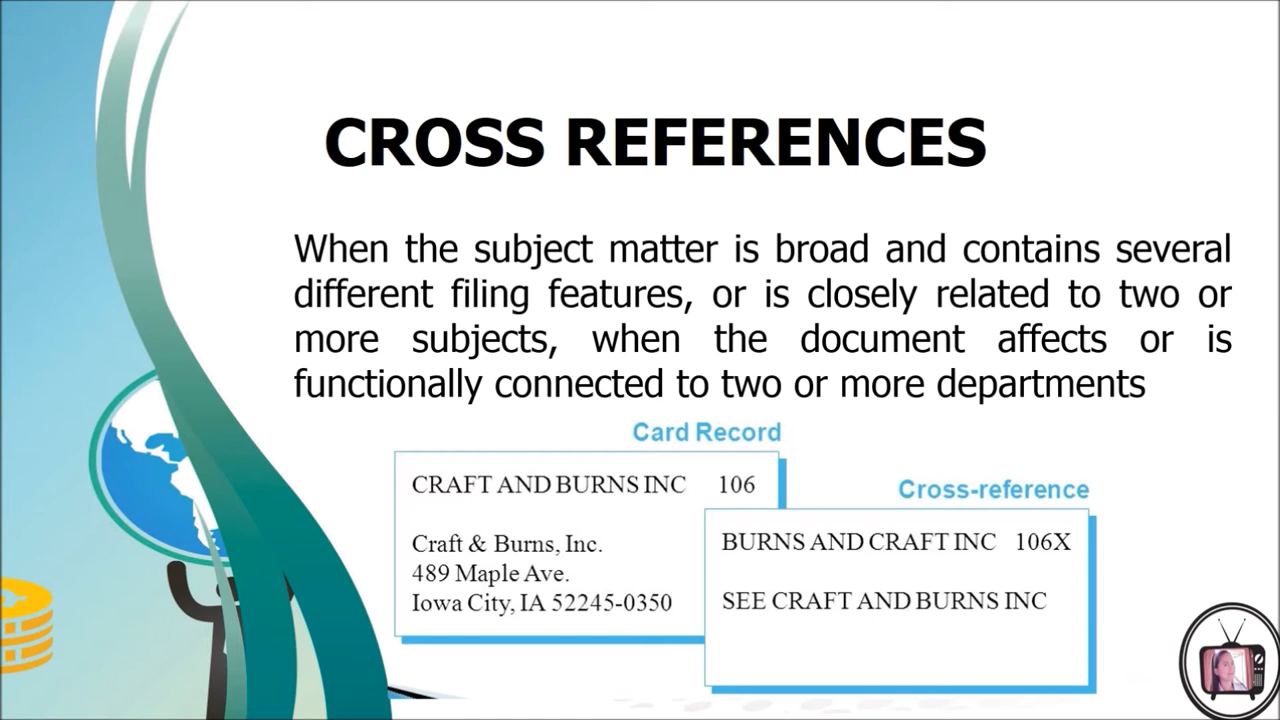 CROSS REFERENCES
When the subject matter is broad and contains several
different filing features, or is closely related to two or
more subjects, when the document affects or is
functionally connected to two or more departments
Card Record
CRAFT AND BURNS INC 106
Craft & Burns, Inc.
489 Maple Ave.
Iowa City, IA 52245-0350
Cross-reference
BURNS AND CRAFT INC 106X
SEE CRAFT AND BURNS INC